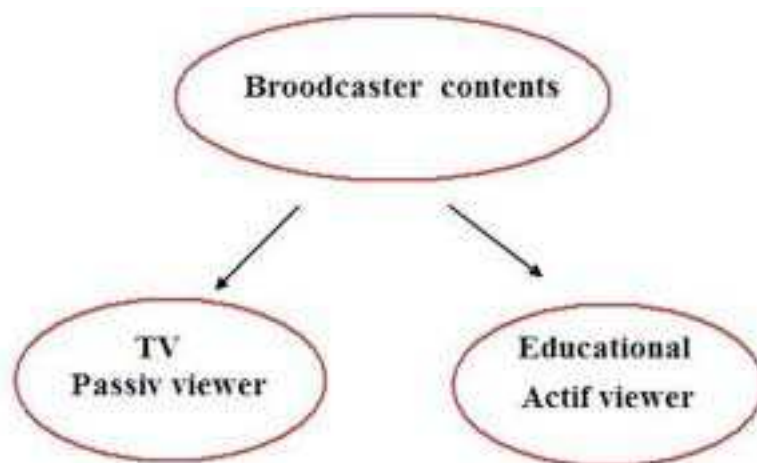 Broodcaster contents
TV
Passiv viewer
Educational
Actif viewer